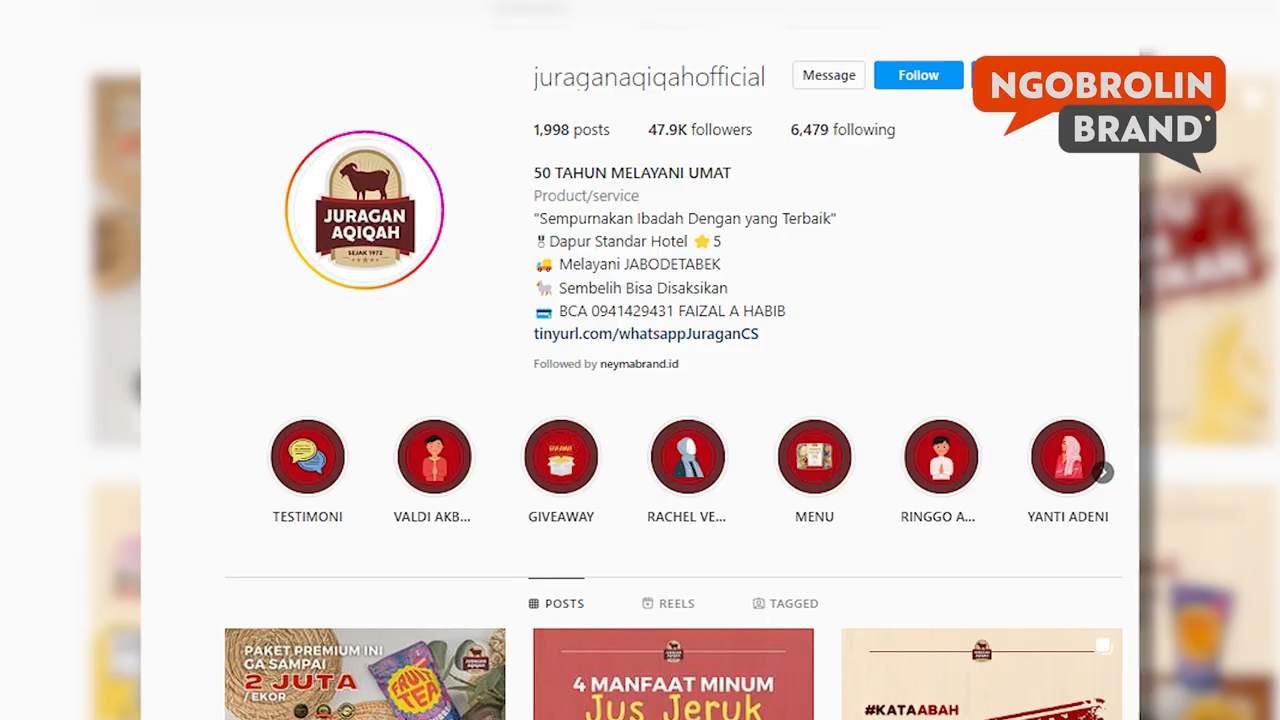 juraganaqiqahofficial
Message
Follow
NGOBROLIN
BRAND
1,998 posts
47.9K followers
6,479 following
JURAGAN
AQIQAH
SEJAK 1972
50 TAHUN MELAYANI UMAT
Product/service
"Sempurnakan Ibadah Dengan yang Terbaik"
Dapur Standar Hotel ⭐ 5
Melayani JABODETABEK
Sembelih Bisa Disaksikan
BCA 0941429431 FAIZAL A HABIB
tinyurl.com/whatsappJuraganCS
Followed by neymabrand.id
GIVEAWAY
TESTIMONI
VALDI AKB...
GIVEAWAY
RACHEL VE...
MENU
RINGGO A...
YANTI ADENI
POSTS
REELS
TAGGED
PAKET PREMIUM INI
GA SAMPAI
2 JUTA
/EKOR
JURAGAN
AQIQAH
FRUIT
TEA
4 MANFAAT MINUM
Jus Jeruk
#KATAABAH